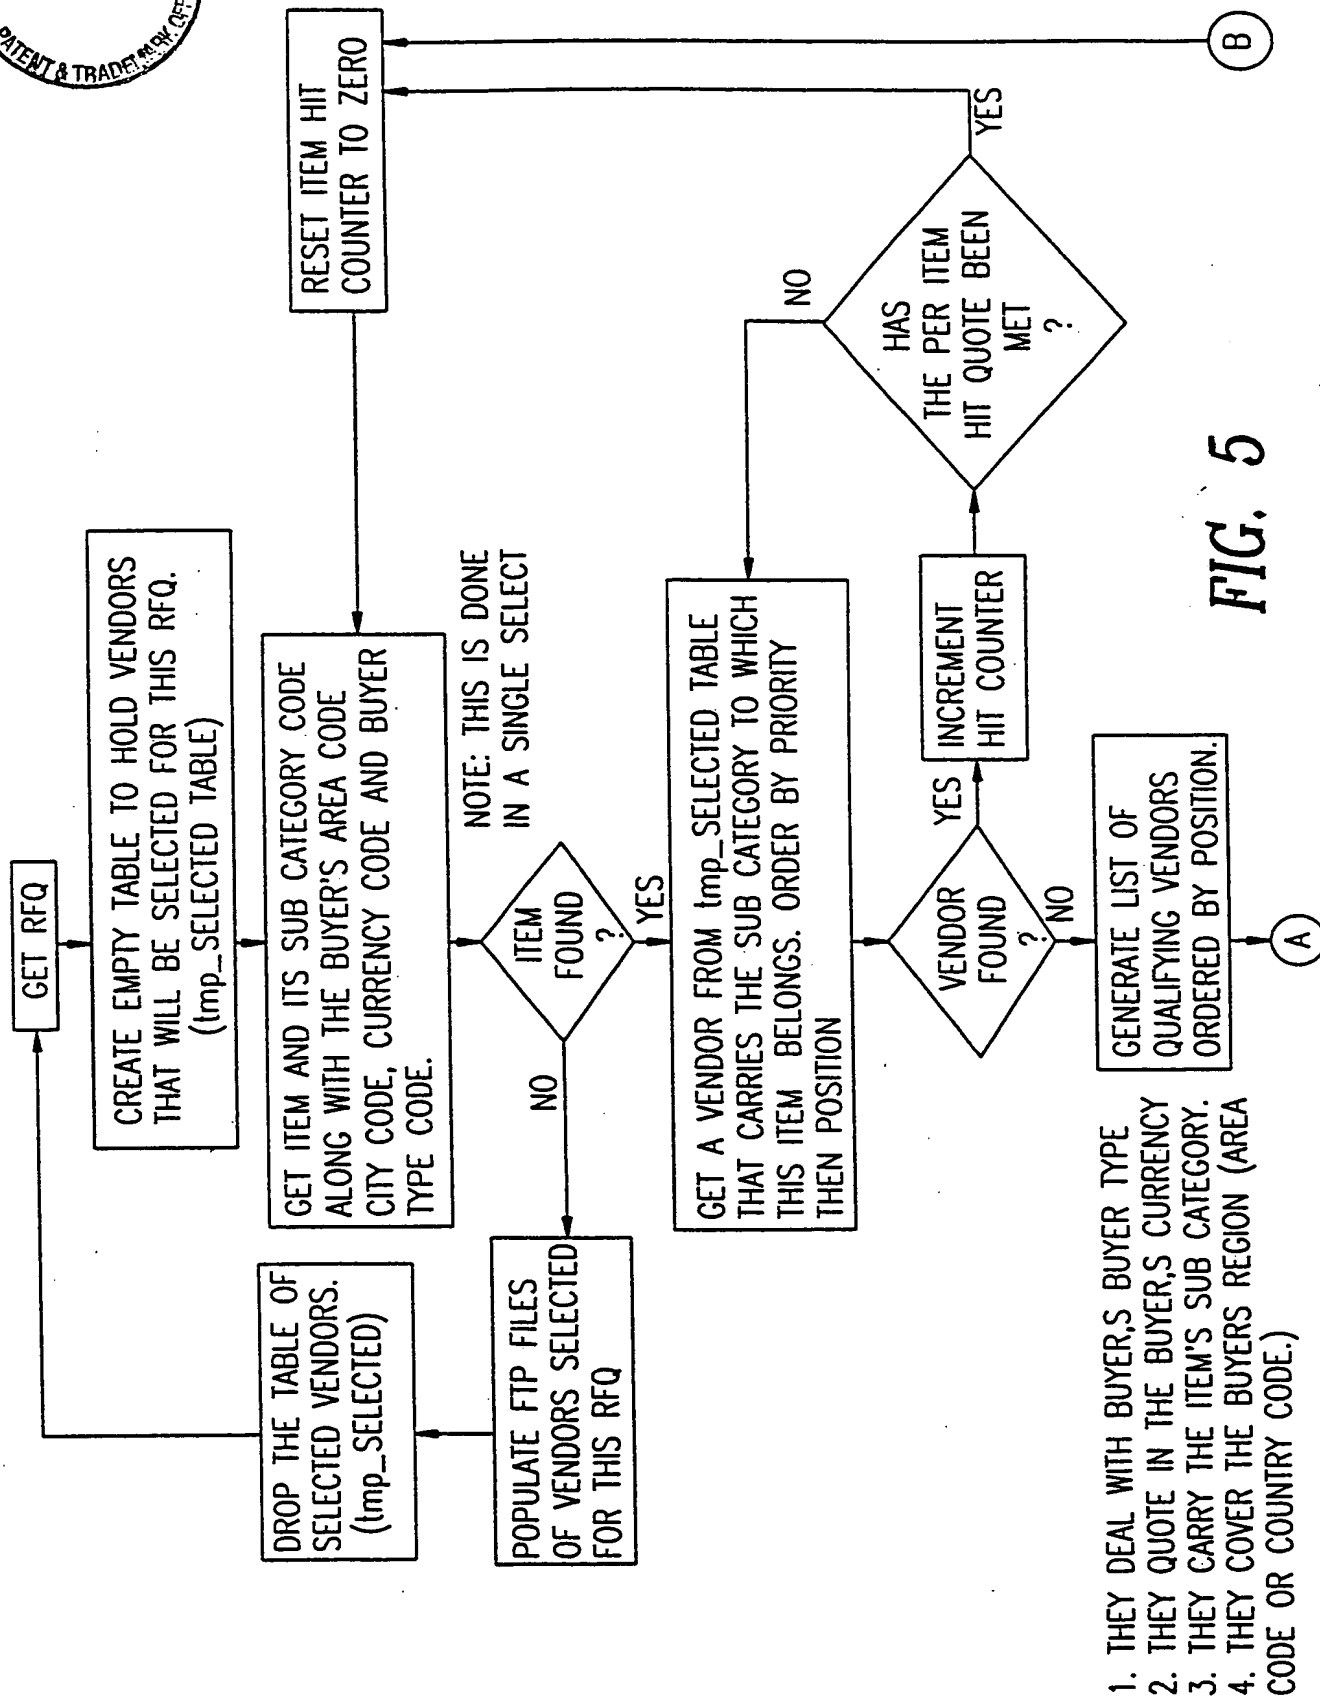 PATENT & TRADEMARK OFF
GET RFQ
CREATE EMPTY TABLE TO HOLD VENDORS
THAT WILL BE SELECTED FOR THIS RFQ.
(tmp_SELECTED TABLE)
RESET ITEM HIT
COUNTER TO ZERO
DROP THE TABLE OF
SELECTED VENDORS.
(tmp_SELECTED)
GET ITEM AND ITS SUB CATEGORY CODE
ALONG WITH THE BUYER'S AREA CODE
CITY CODE, CURRENCY CODE AND BUYER
TYPE CODE.
NOTE: THIS IS DONE
IN A SINGLE SELECT
ITEM
FOUND
?
NO
YES
POPULATE FTP FILES
OF VENDORS SELECTED
FOR THIS RFQ
GET A VENDOR FROM tmp_SELECTED TABLE
THAT CARRIES THE SUB CATEGORY TO WHICH
THIS ITEM BELONGS. ORDER BY PRIORITY
THEN POSITION
NO
HAS
THE PER ITEM
HIT QUOTE BEEN
MET
?
YES
VENDOR
FOUND
?
YES
INCREMENT
HIT COUNTER
NO
GENERATE LIST OF
QUALIFYING VENDORS
ORDERED BY POSITION.
A
B
1. THEY DEAL WITH BUYER,S BUYER TYPE
2. THEY QUOTE IN THE BUYER,S CURRENCY
3. THEY CARRY THE ITEM'S SUB CATEGORY.
4. THEY COVER THE BUYERS REGION (AREA
CODE OR COUNTRY CODE.)
FIG. 5